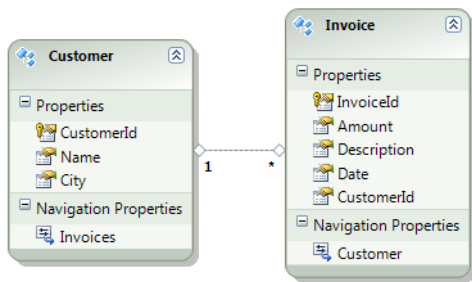 Customer
Properties
CustomerId
Name
City
Navigation Properties
Invoices
1
*
Invoice
Properties
InvoiceId
Amount
Description
Date
CustomerId
Navigation Properties
Customer